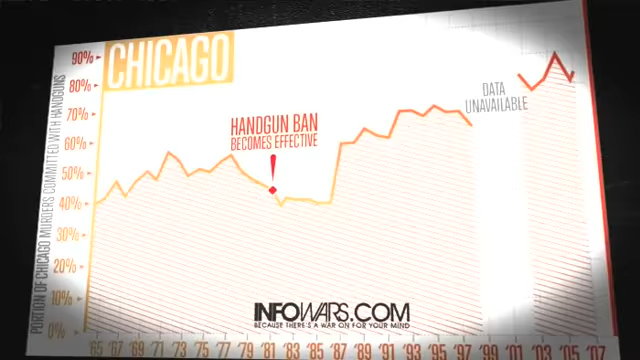 CHICAGO
90%
80%
70%
60%
50%
40%
30%
20%
10%
0%
PORTION OF CHICAGO MURDERS COMMITTED WITH HANDGUNS
HANDGUN BAN
BECOMES EFFECTIVE
DATA
UNAVAILABLE
INFOWARS.COM
BECAUSE THERE'S A WAR ON FOR YOUR MIND
'65 '67 '69 '71 '73 '75 '77 '79 '81 '83 '85 '87 '89 '91 '93 '95 '97 '99 '01 '03 '05 '07